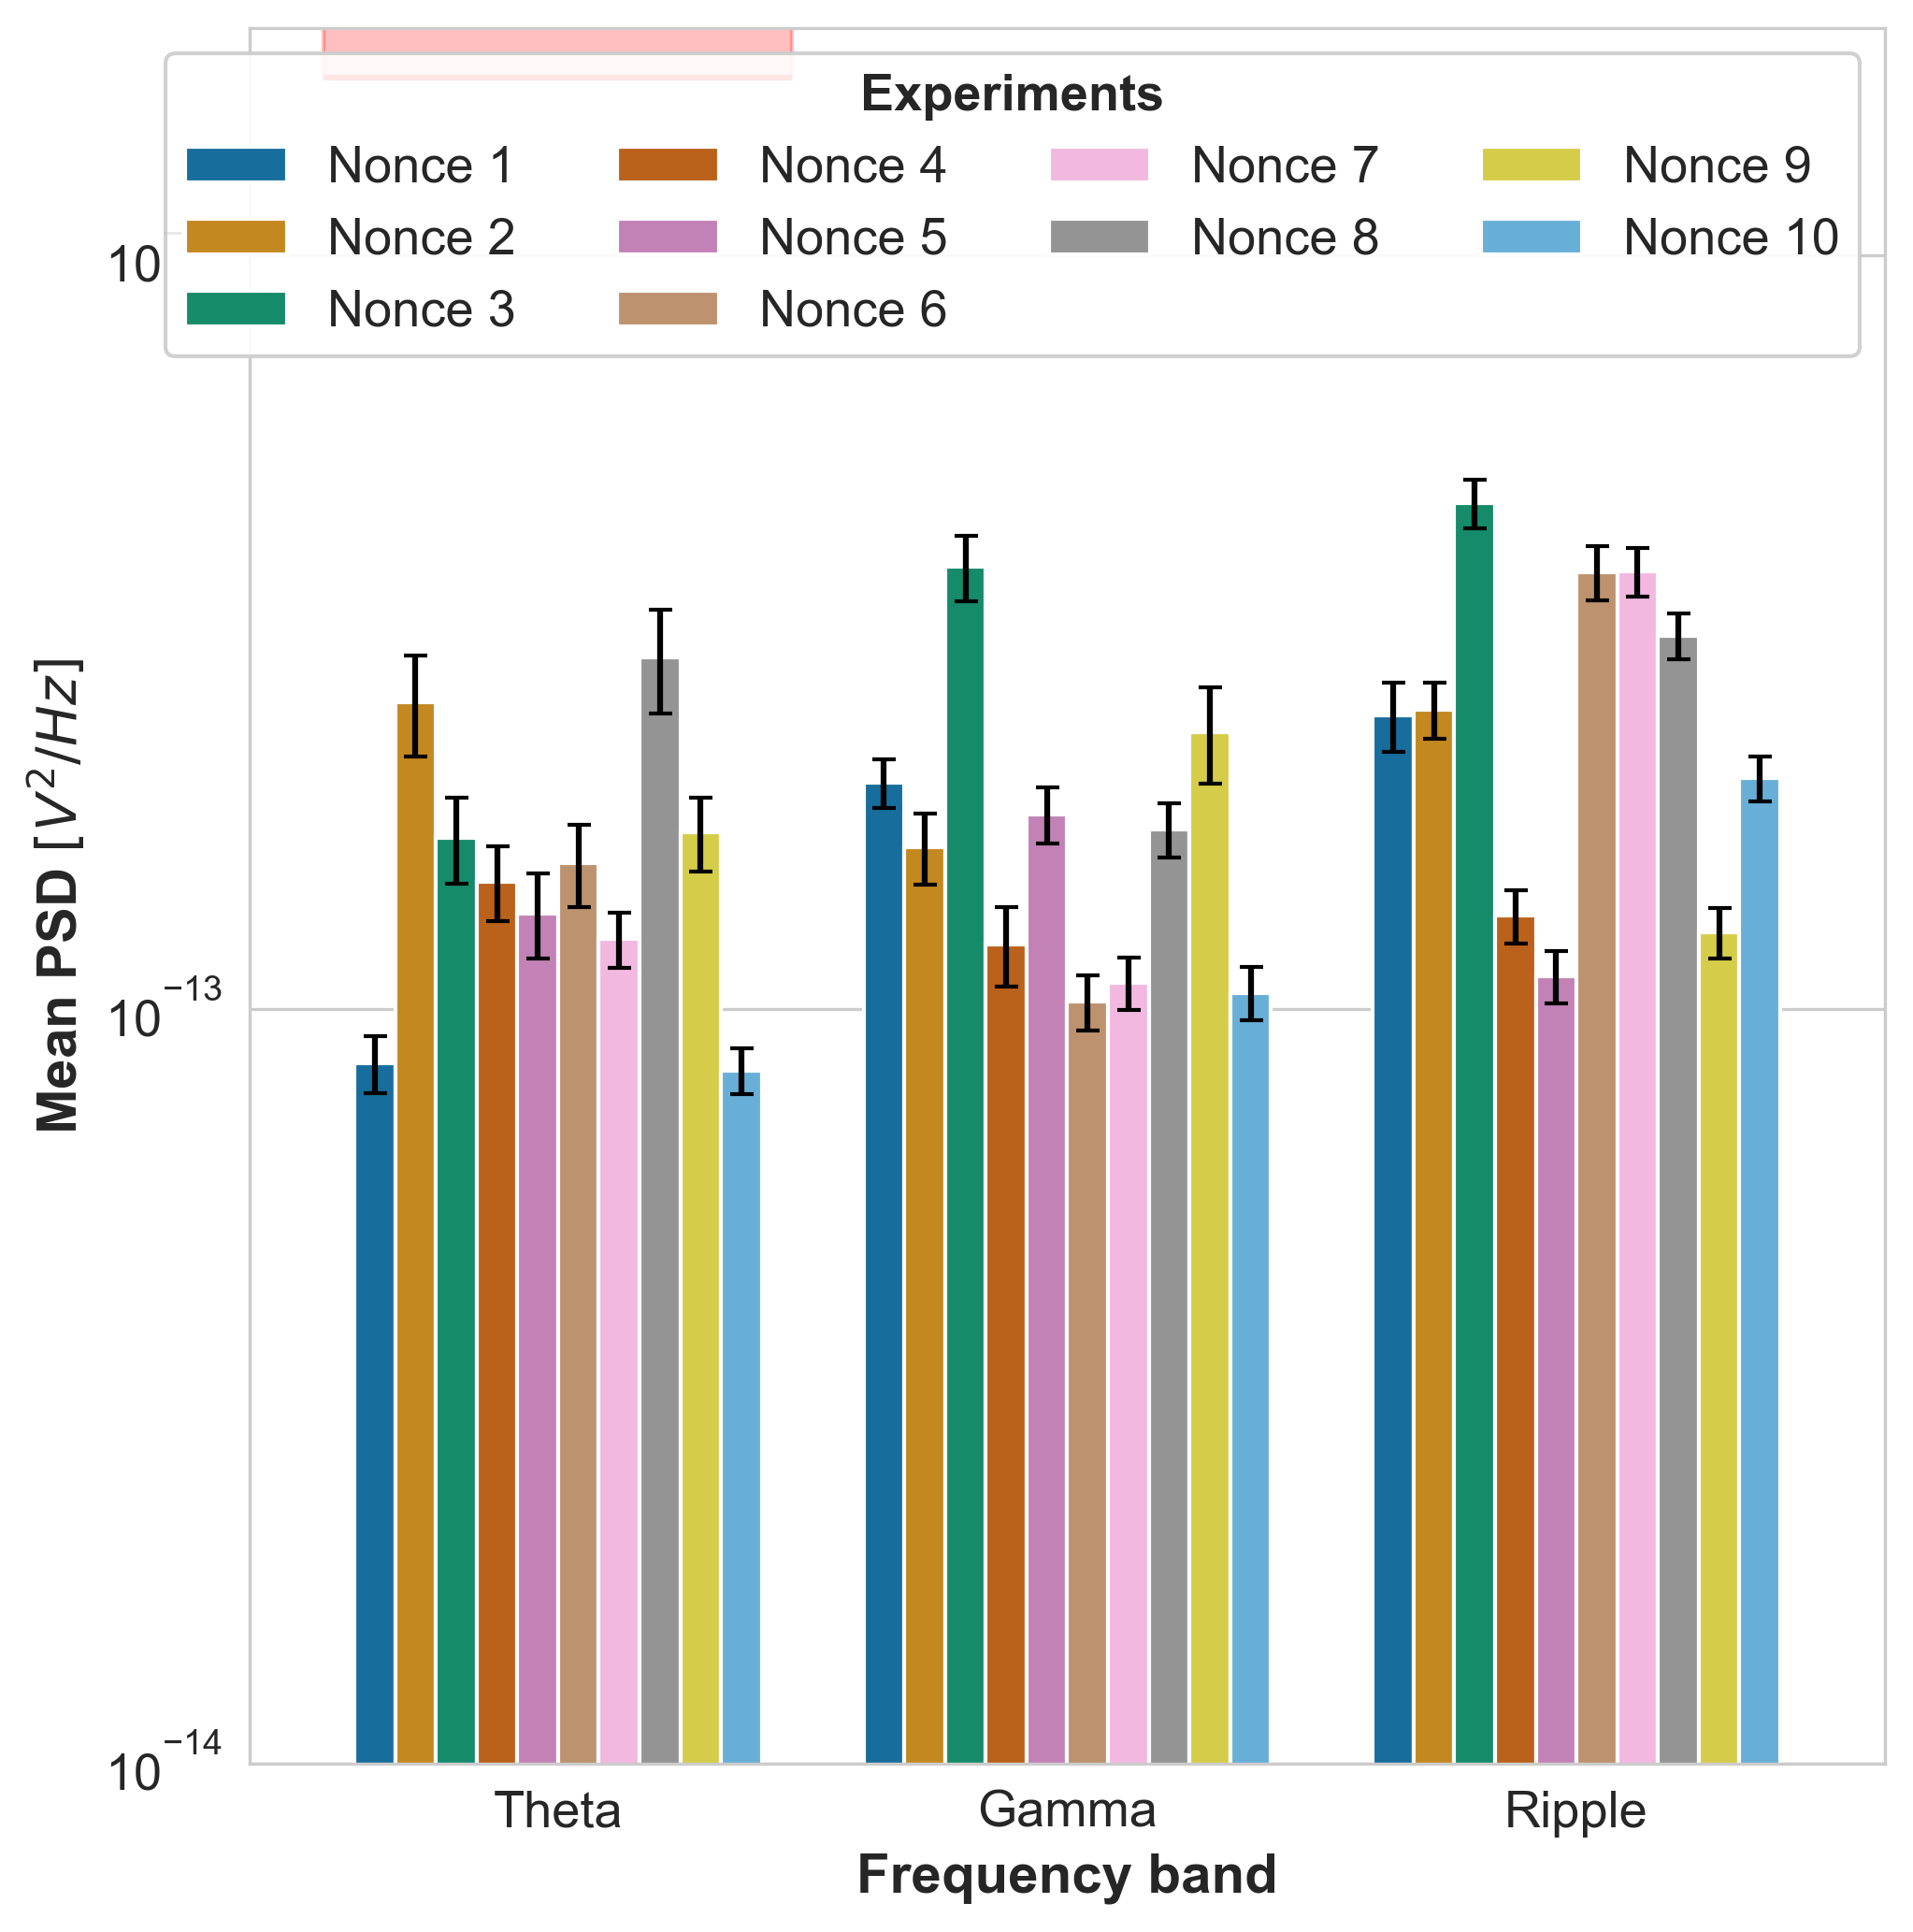 Experiments
Nonce 1
Nonce 2
Nonce 3
Nonce 4
Nonce 5
Nonce 6
Nonce 7
Nonce 8
Nonce 9
Nonce 10
Mean PSD [V²/Hz]
10
10⁻¹³
10⁻¹⁴
Theta Gamma Ripple
Frequency band